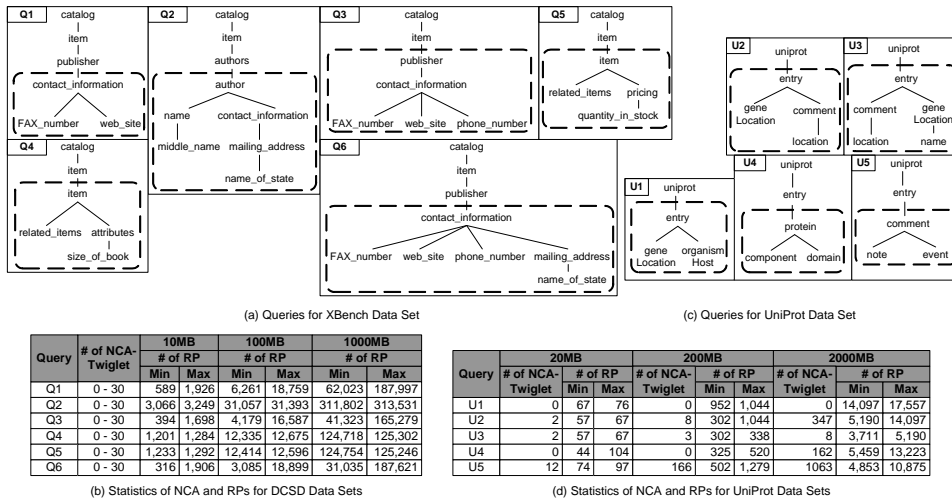 Q1
catalog
item
publisher
contact_information
FAX_number web_site
Q2
catalog
item
authors
author
name contact_information
middle_name mailing_address
name_of_state
Q3
catalog
item
publisher
contact_information
FAX_number web_site phone_number
Q5
catalog
item
item
related_items pricing
quantity_in_stock
Q4
catalog
item
item
related_items attributes
size_of_book
Q6
catalog
item
publisher
contact_information
FAX_number web_site phone_number mailing_address
name_of_state
(a) Queries for XBench Data Set
U2
uniprot
entry
gene comment
Location
location
U3
uniprot
entry
comment gene
Location
location name
U1
uniprot
entry
gene organism
Location Host
U4
uniprot
entry
protein
component domain
U5
uniprot
entry
comment
note event
(c) Queries for UniProt Data Set
Query # of NCA-Twiglet 10MB 100MB 1000MB
# of RP # of RP # of RP
Min Max Min Max Min Max
Q1 0 - 30 589 1,926 6,261 18,759 62,023 187,997
Q2 0 - 30 3,066 3,249 31,057 31,393 311,802 313,531
Q3 0 - 30 394 1,698 4,179 16,587 41,323 165,279
Q4 0 - 30 1,201 1,284 12,335 12,675 124,718 125,302
Q5 0 - 30 1,233 1,292 12,414 12,596 124,754 125,246
Q6 0 - 30 316 1,906 3,085 18,899 31,035 187,621
(b) Statistics of NCA and RPs for DCSD Data Sets
Query 20MB 200MB 2000MB
# of NCA-Twiglet # of RP # of NCA-Twiglet # of RP # of NCA-Twiglet # of RP
Min Max Min Max Min Max
U1 0 67 76 0 952 1,044 0 14,097 17,557
U2 2 57 67 8 302 1,044 347 5,190 14,097
U3 2 57 67 3 302 338 8 3,711 5,190
U4 0 44 104 0 325 520 162 5,459 13,223
U5 12 74 97 166 502 1,279 1063 4,853 10,875
(d) Statistics of NCA and RPs for UniProt Data Sets